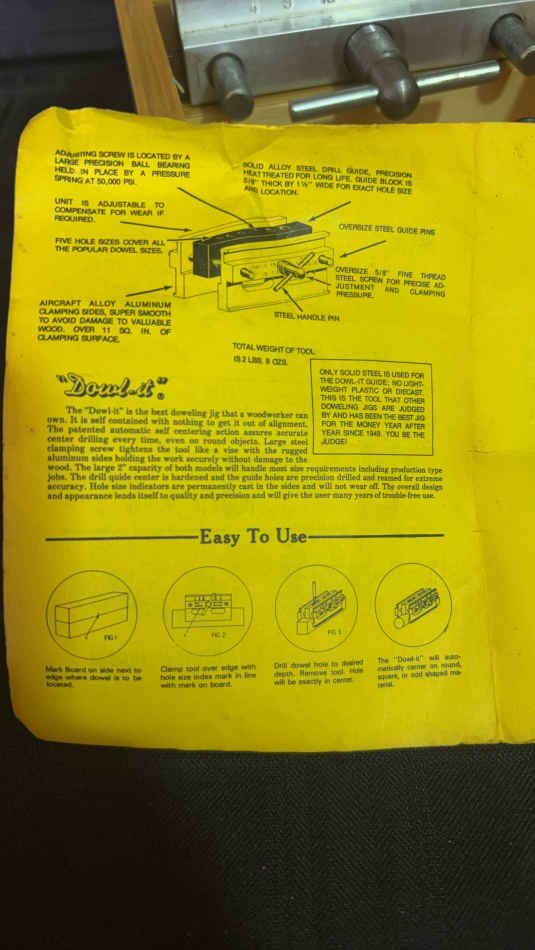 ADJUSTING SCREW IS LOCATED BY A
LARGE PRECISION BALL BEARING
HELD IN PLACE BY A PRESSURE
SPRING AT 50,000 PSI.
SOLID ALLOY STEEL DRILL GUIDE, PRECISION
HEAT TREATED FOR LONG LIFE. GUIDE BLOCK IS
5/8" THICK BY 1½" WIDE FOR EXACT HOLE SIZE
AND LOCATION.
UNIT IS ADJUSTABLE TO
COMPENSATE FOR WEAR IF
REQUIRED.
OVERSIZE STEEL GUIDE PINS
FIVE HOLE SIZES COVER ALL
THE POPULAR DOWEL SIZES.
OVERSIZE 5/8" FINE THREAD
STEEL SCREW FOR PRECISE AD-
JUSTMENT AND CLAMPING
PRESSURE.
AIRCRAFT ALLOY ALUMINUM
CLAMPING SIDES, SUPER SMOOTH
TO AVOID DAMAGE TO VALUABLE
WOOD. OVER 11 SQ. IN. OF
CLAMPING SURFACE.
STEEL HANDLE PIN
TOTAL WEIGHT OF TOOL
2 LBS, 8 OZS.
ONLY SOLID STEEL IS USED FOR
THE DOWL-IT GUIDE; NO LIGHT-
WEIGHT PLASTIC OR DIECAST.
THIS IS THE TOOL THAT OTHER
DOWELING JIGS ARE JUDGED
BY AND HAS BEEN THE BEST JIG
FOR THE MONEY YEAR AFTER
YEAR SINCE 1949. YOU BE THE
JUDGE!
"Dowl-it"®
The "Dowl-it" is the best doweling jig that a woodworker can
own. It is self contained with nothing to get it out of alignment.
The patented automatic self centering action assures accurate
center drilling every time, even on round objects. Large steel
clamping screw tightens the tool like a vise with the rugged
aluminum sides holding the work securely without damage to the
wood. The large 2" capacity of both models will handle most size requirements including production type
jobs. The drill guide center is hardened and the guide holes are precision drilled and reamed for extreme
accuracy. Hole size indicators are permanently cast in the sides and will not wear off. The overall design
and appearance lends itself to quality and precision and will give the user many years of trouble-free use.
Easy To Use
FIG 1
FIG 2
FIG 3
Mark Board on side next to
edge where dowel is to be
located.
Clamp tool over edge with
hole size index mark in line
with mark on board.
Drill dowel hole to desired
depth. Remove tool. Hole
will be exactly in center.
The "Dowl-it" will auto-
matically center on round,
square, or odd shaped ma-
terial.